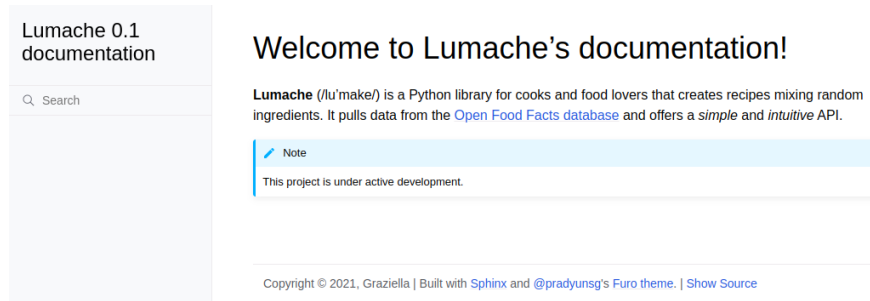 Lumache 0.1
documentation
Search
Welcome to Lumache’s documentation!
Lumache (/lu’make/) is a Python library for cooks and food lovers that creates recipes mixing random
ingredients. It pulls data from the Open Food Facts database and offers a simple and intuitive API.
Note
This project is under active development.
Copyright © 2021, Graziella | Built with Sphinx and @pradyunsg's Furo theme. | Show Source